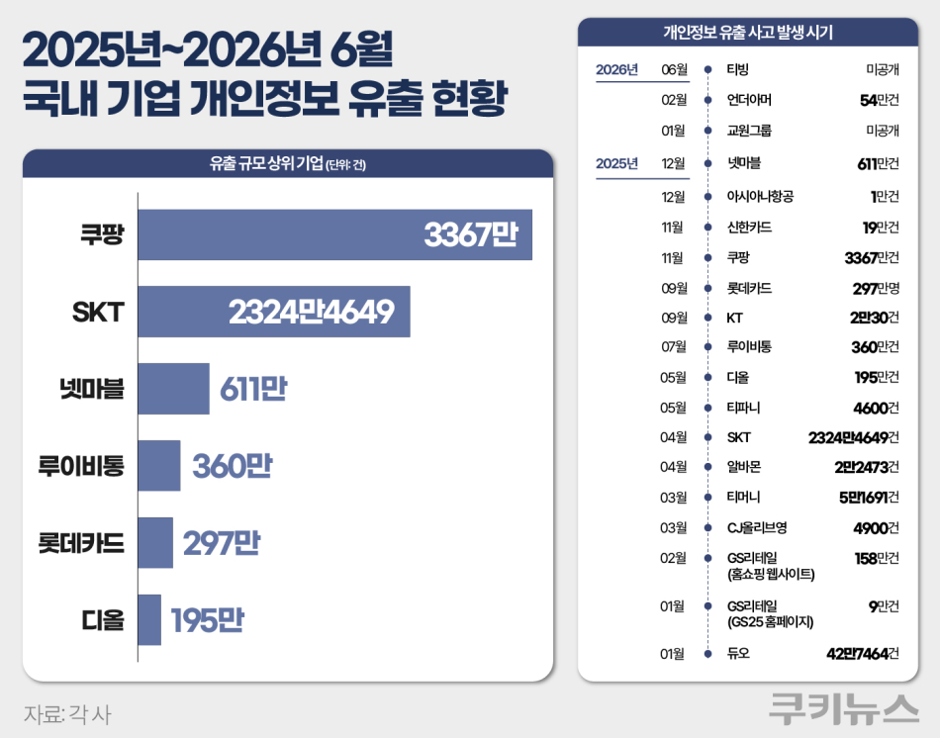 2025년~2026년 6월
국내 기업 개인정보 유출 현황
유출 규모 상위 기업 (단위: 건)
쿠팡 3367만
SKT 2324만4649
넷마블 611만
루이비통 360만
롯데카드 297만
디올 195만
개인정보 유출 사고 발생 시기
2026년 06월 티빙 미공개
02월 언더아머 54만건
01월 교원그룹 미공개
2025년 12월 넷마블 611만건
12월 아시아나항공 1만건
11월 신한카드 19만건
11월 쿠팡 3367만건
09월 롯데카드 297만명
09월 KT 2만30건
07월 루이비통 360만건
05월 디올 195만건
05월 티파니 4600건
04월 SKT 2324만4649건
04월 알바몬 2만2473건
03월 티머니 5만1691건
03월 CJ올리브영 4900건
02월 GS리테일 158만건
(홈쇼핑 웹사이트)
01월 GS리테일 9만건
(GS25 홈페이지)
01월 듀오 42만7464건
자료: 각 사
쿠키뉴스